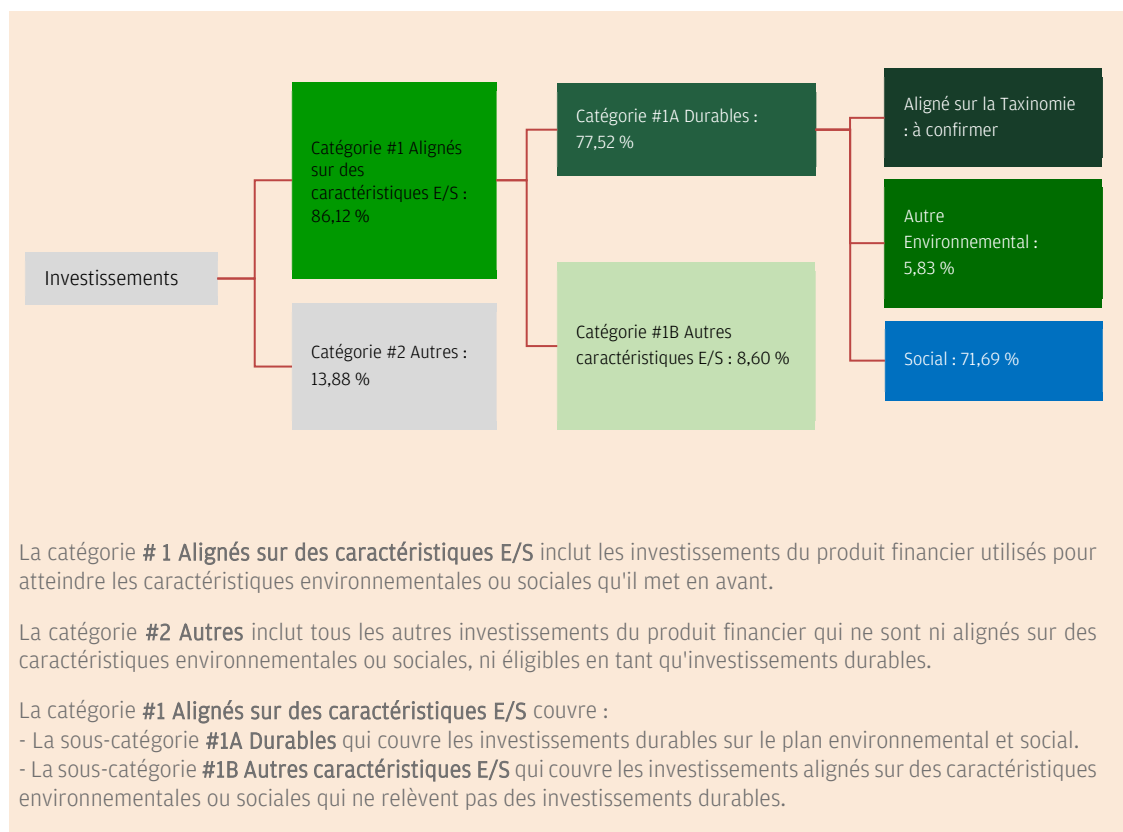 Investissements
Catégorie #1 Alignés
sur des
caractéristiques E/S :
86,12 %
Catégorie #2 Autres :
13,88 %
Catégorie #1A Durables :
77,52 %
Catégorie #1B Autres
caractéristiques E/S : 8,60 %
Aligné sur la Taxinomie
: à confirmer
Autre
Environnemental :
5,83 %
Social : 71,69 %
La catégorie # 1 Alignés sur des caractéristiques E/S inclut les investissements du produit financier utilisés pour
atteindre les caractéristiques environnementales ou sociales qu'il met en avant.
La catégorie #2 Autres inclut tous les autres investissements du produit financier qui ne sont ni alignés sur des
caractéristiques environnementales ou sociales, ni éligibles en tant qu'investissements durables.
La catégorie #1 Alignés sur des caractéristiques E/S couvre :
- La sous-catégorie #1A Durables qui couvre les investissements durables sur le plan environnemental et social.
- La sous-catégorie #1B Autres caractéristiques E/S qui couvre les investissements alignés sur des caractéristiques
environnementales ou sociales qui ne relèvent pas des investissements durables.